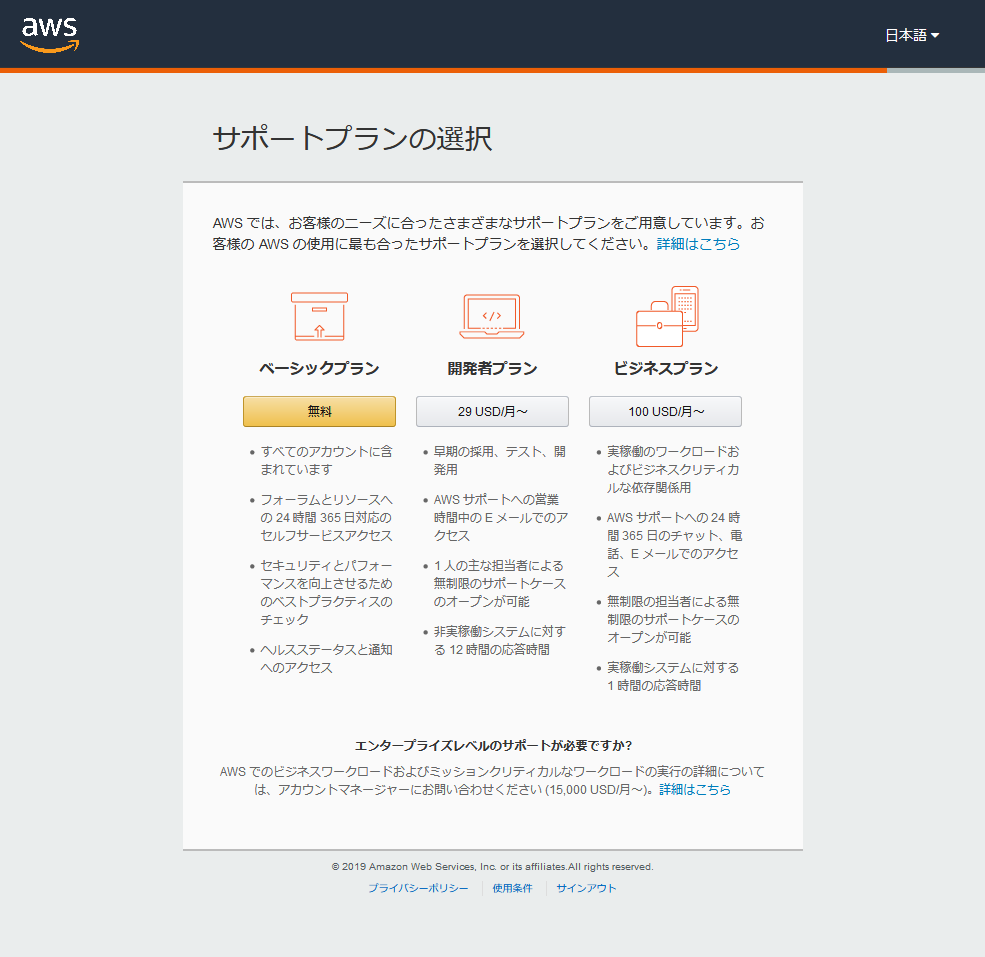 aws
日本語
サポートプランの選択
AWS では、お客様のニーズに合ったさまざまなサポートプランをご用意しています。お
客様の AWS の使用に最も合ったサポートプランを選択してください。詳細はこちら
</>
ベーシックプラン
無料
すべてのアカウントに含
まれています
フォーラムとリソースへ
の 24 時間 365 日対応の
セルフサービスアクセス
セキュリティとパフォー
マンスを向上させるため
のベストプラクティスの
チェック
ヘルスステータスと通知
へのアクセス
開発者プラン
29 USD/月～
早期の採用、テスト、開
発用
AWS サポートへの営業
時間中の E メールでのア
クセス
1 人の主な担当者による
無制限のサポートケース
のオープンが可能
非実稼働システムに対す
る 12 時間の応答時間
ビジネスプラン
100 USD/月～
実稼働のワークロードお
よびビジネスクリティカ
ルな依存関係用
AWS サポートへの 24 時
間 365 日のチャット、電
話、E メールでのアクセ
ス
無制限の担当者による無
制限のサポートケースの
オープンが可能
実稼働システムに対する
1 時間の応答時間
エンタープライズレベルのサポートが必要ですか?
AWS でのビジネスワークロードおよびミッションクリティカルなワークロードの実行の詳細について
は、アカウントマネージャーにお問い合わせください (15,000 USD/月～)。詳細はこちら
© 2019 Amazon Web Services, Inc. or its affiliates.All rights reserved.
プライバシーポリシー 使用条件 サインアウト